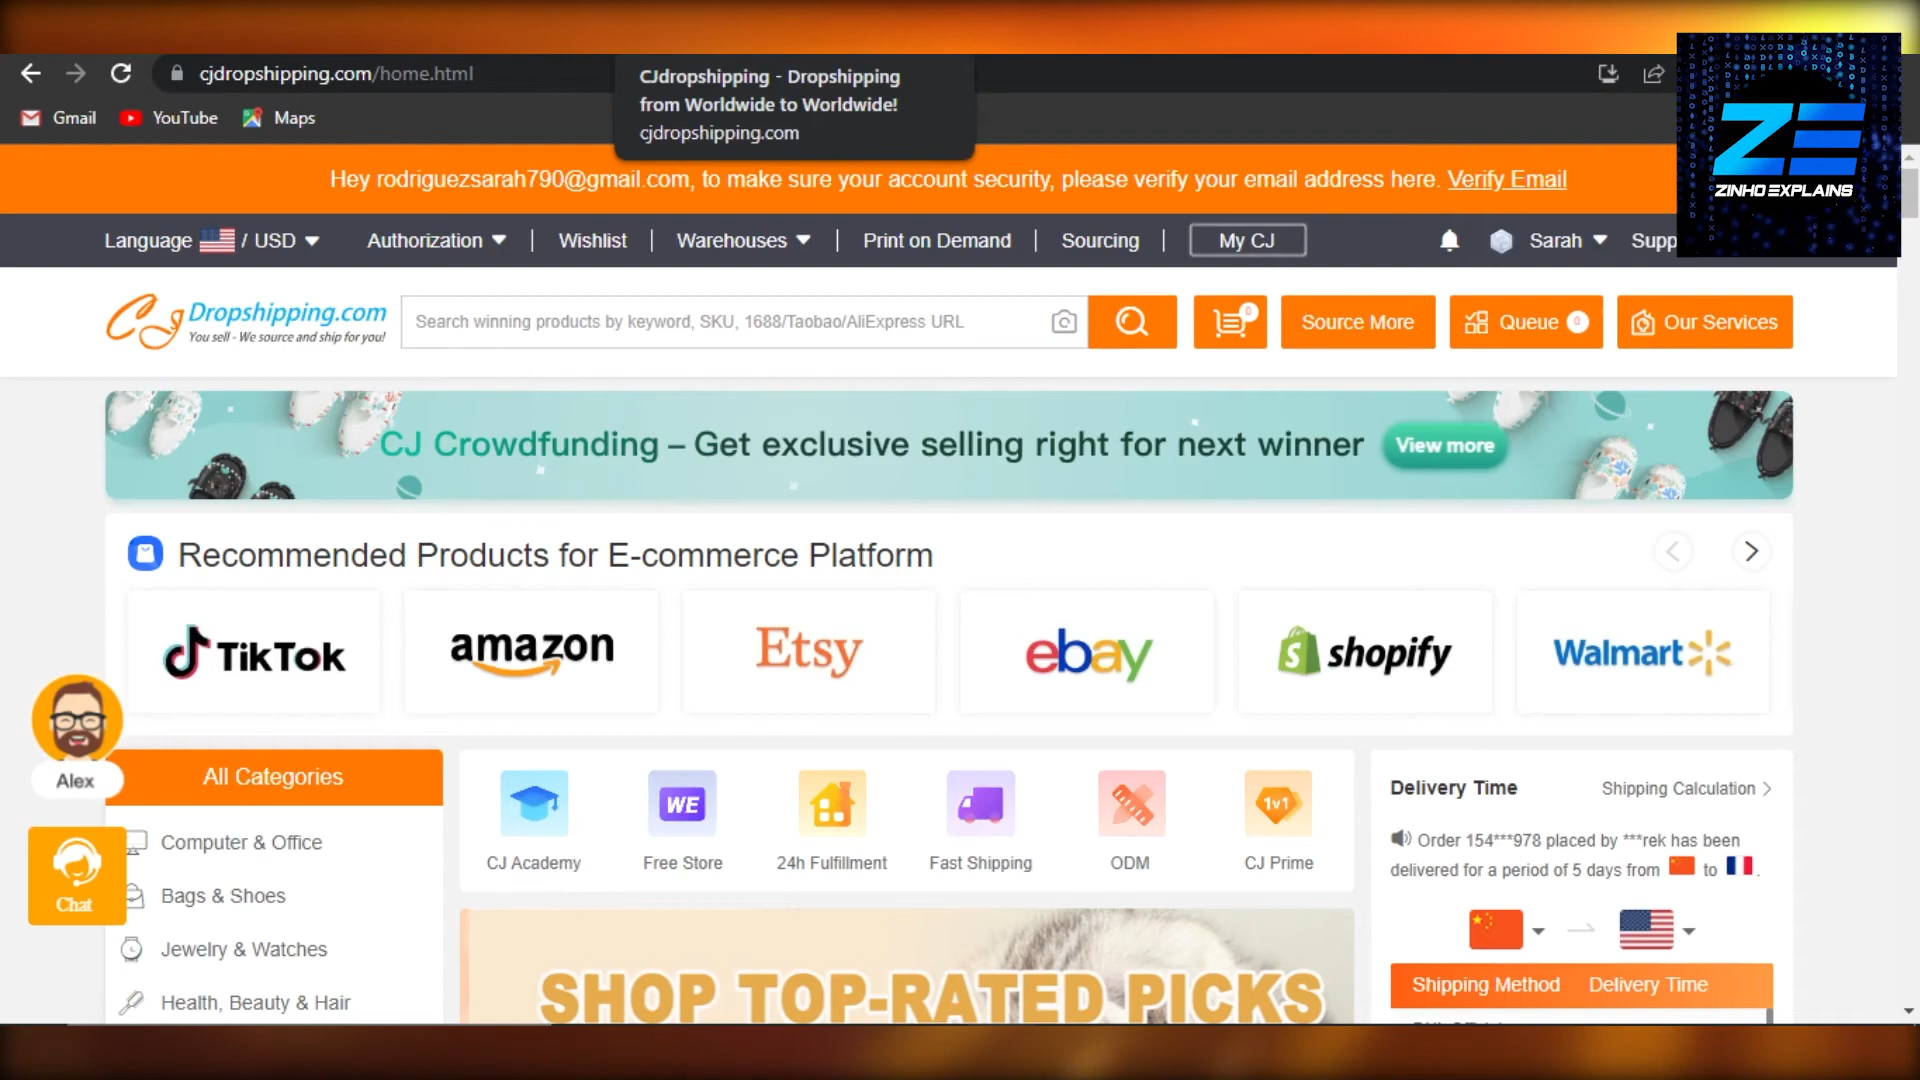 cjdropshipping.com/home.html
CJdropshipping - Dropshipping
from Worldwide to Worldwide!
cjdropshipping.com
Gmail YouTube Maps
ZE
ZINHO EXPLAINS
Hey rodriguezsarah790@gmail.com, to make sure your account security, please verify your email address here. Verify Email
Language / USD Authorization | Wishlist | Warehouses | Print on Demand | Sourcing | My CJ Sarah Supp
CJ Dropshipping.com
You sell - We source and ship for you!
Search winning products by keyword, SKU, 1688/Taobao/AliExpress URL
0
Source More
Queue 0
Our Services
CJ Crowdfunding – Get exclusive selling right for next winner View more
Recommended Products for E-commerce Platform
TikTok amazon Etsy ebay shopify Walmart
Alex
Chat
All Categories
Computer & Office
Bags & Shoes
Jewelry & Watches
Health, Beauty & Hair
WE
1v1
CJ Academy Free Store 24h Fulfillment Fast Shipping ODM CJ Prime
SHOP TOP-RATED PICKS
Delivery Time Shipping Calculation >
Order 154***978 placed by ***rek has been
delivered for a period of 5 days from to .
Shipping Method Delivery Time